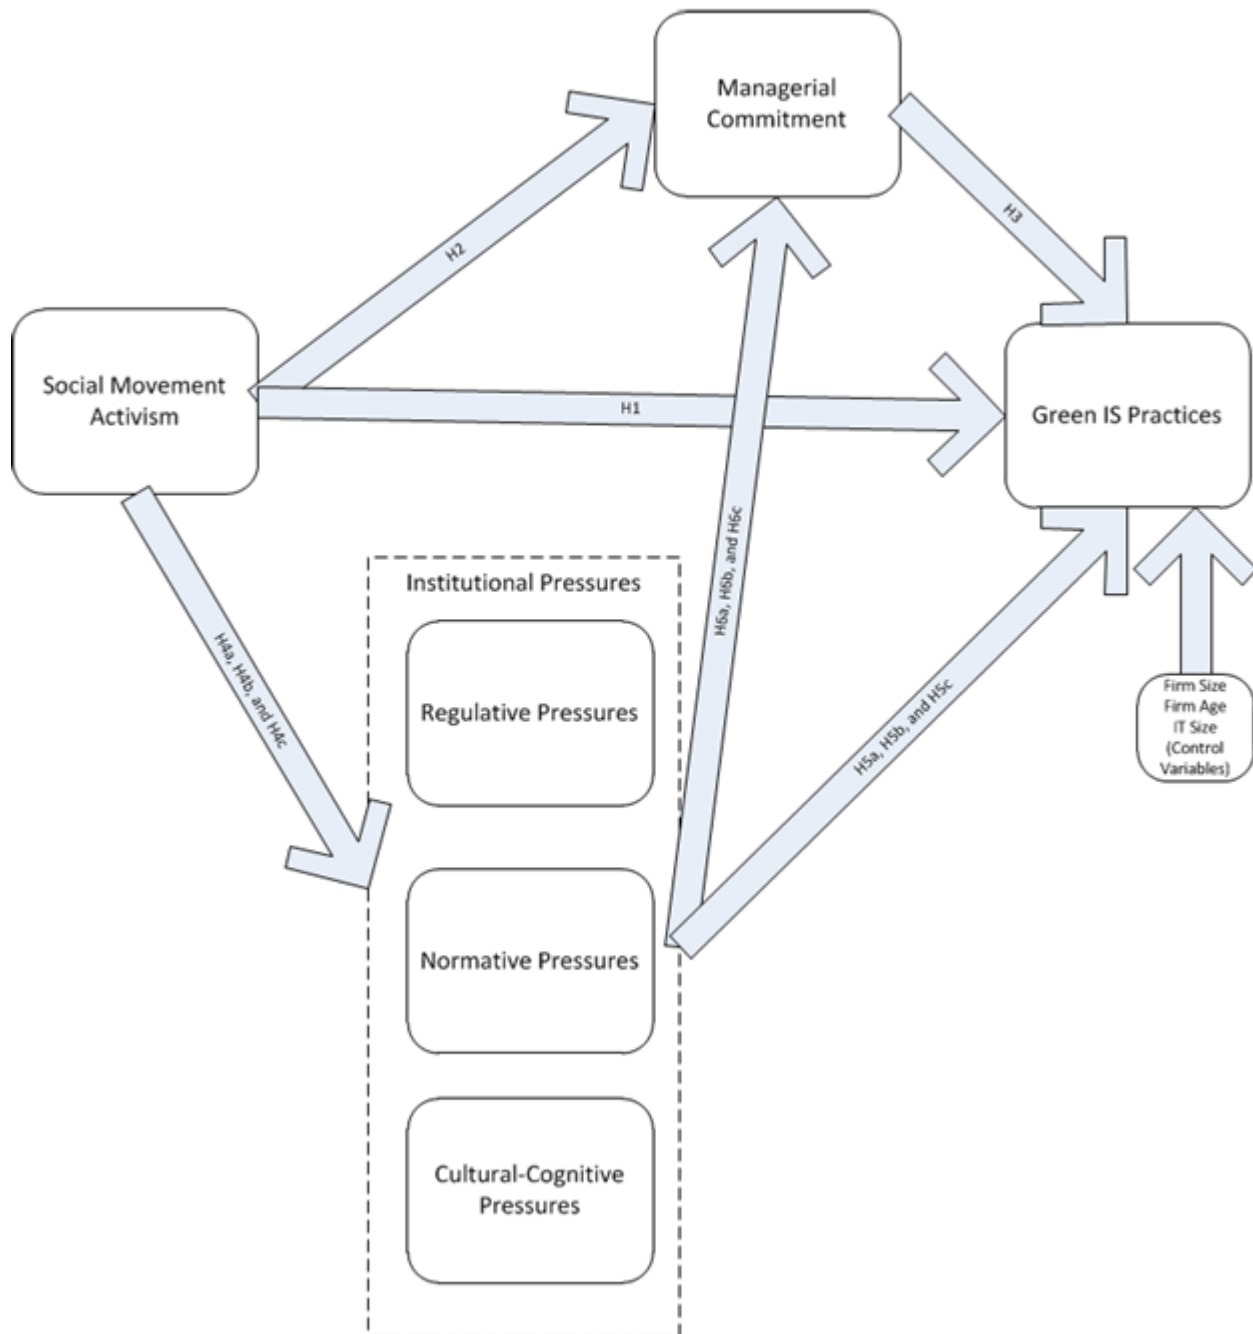 Managerial
Commitment
H2
H3
Social Movement
Activism
H1
Green IS Practices
H4a, H4b, and H4c
Institutional Pressures
H6a, H6b, and H6c
Regulative Pressures
H5a, H5b, and H5c
Firm Size
Firm Age
IT Size
(Control
Variables)
Normative Pressures
Cultural-Cognitive
Pressures